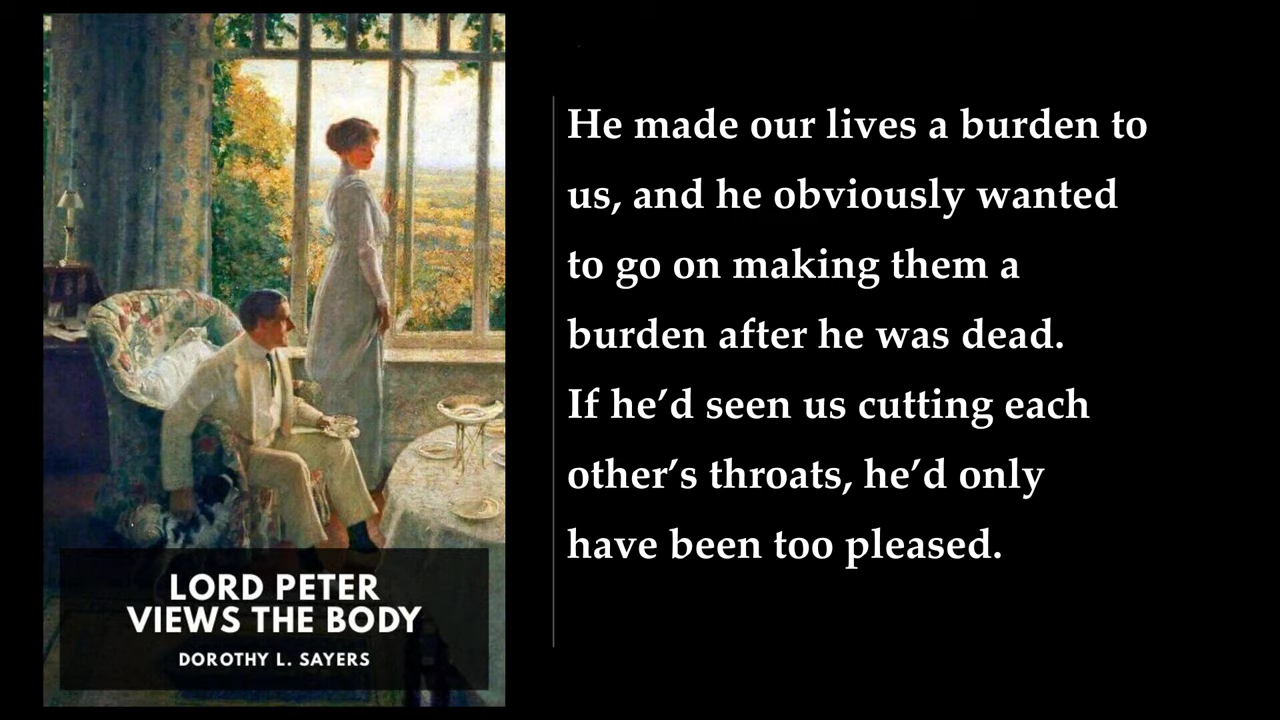 LORD PETER
VIEWS THE BODY
DOROTHY L. SAYERS
He made our lives a burden to
us, and he obviously wanted
to go on making them a
burden after he was dead.
If he’d seen us cutting each
other’s throats, he’d only
have been too pleased.